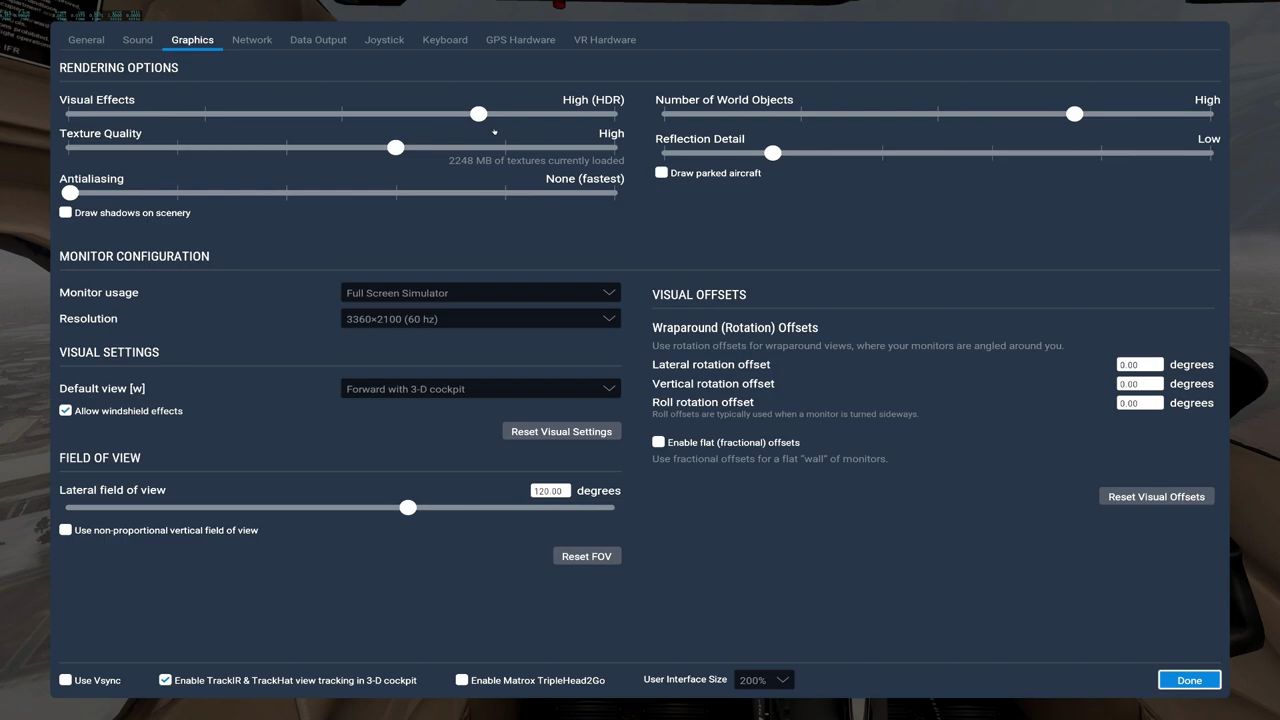 General Sound Graphics Network Data Output Joystick Keyboard GPS Hardware VR Hardware
RENDERING OPTIONS
Visual Effects High (HDR)
Texture Quality High
2248 MB of textures currently loaded
Antialiasing None (fastest)
Draw shadows on scenery
Number of World Objects High
Reflection Detail Low
Draw parked aircraft
MONITOR CONFIGURATION
Monitor usage Full Screen Simulator
Resolution 3360×2100 (60 hz)
VISUAL SETTINGS
Default view [w] Forward with 3-D cockpit
Allow windshield effects
Reset Visual Settings
FIELD OF VIEW
Lateral field of view 120.00 degrees
Use non-proportional vertical field of view
Reset FOV
VISUAL OFFSETS
Wraparound (Rotation) Offsets
Use rotation offsets for wraparound views, where your monitors are angled around you.
Lateral rotation offset 0.00 degrees
Vertical rotation offset 0.00 degrees
Roll rotation offset 0.00 degrees
Roll offsets are typically used when a monitor is turned sideways.
Enable flat (fractional) offsets
Use fractional offsets for a flat "wall" of monitors.
Reset Visual Offsets
Use Vsync Enable TrackIR & TrackHat view tracking in 3-D cockpit Enable Matrox TripleHead2Go User Interface Size 200% Done
IFR